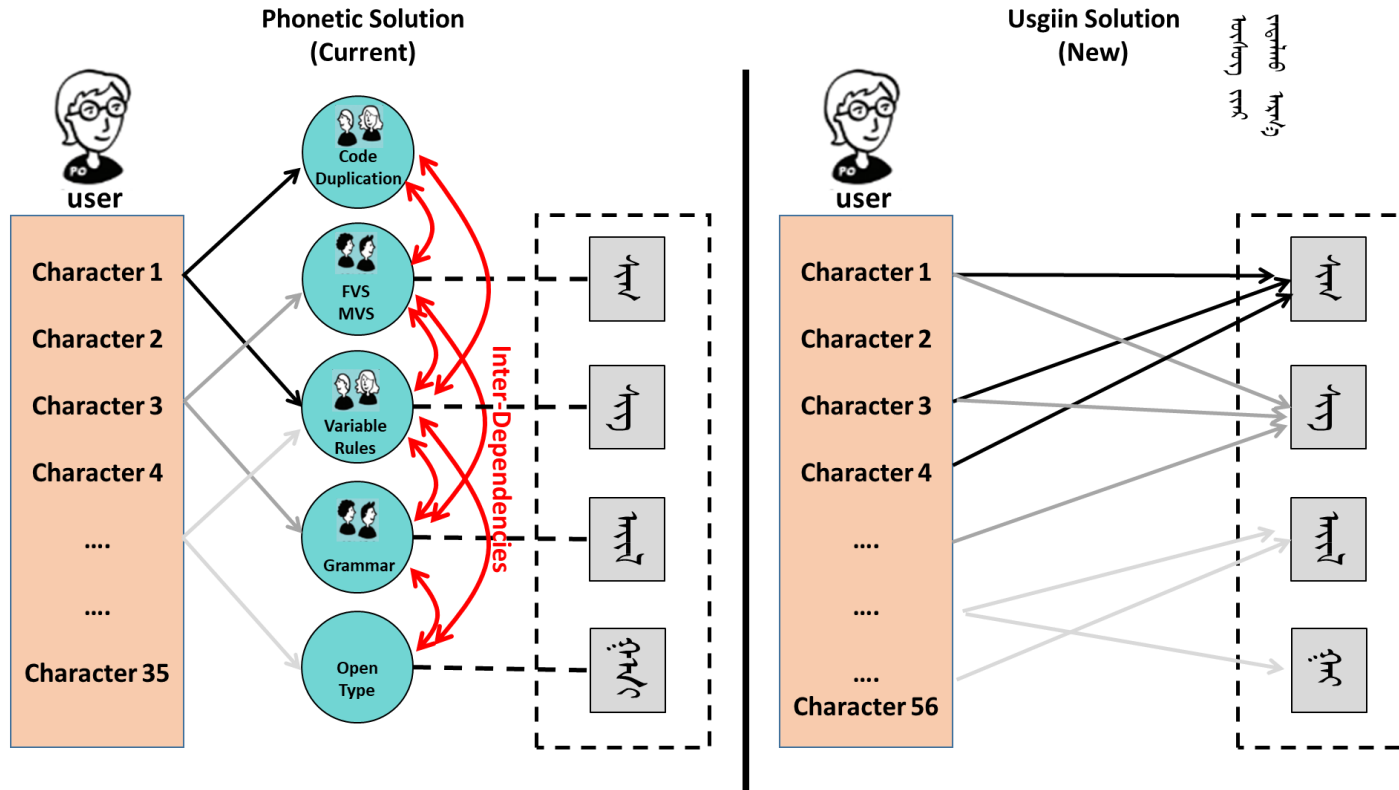 Phonetic Solution
(Current)
user
PO
Character 1
Character 2
Character 3
Character 4
….
….
Character 35
Code
Duplication
FVS
MVS
Variable
Rules
Grammar
Open
Type
Inter-Dependencies
Usgiin Solution
(New)
user
PO
Character 1
Character 2
Character 3
Character 4
….
….
….
Character 56